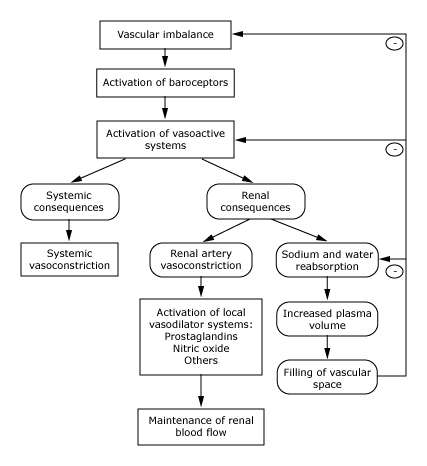 Vascular imbalance
-
Activation of baroceptors
Activation of vasoactive
systems
-
Systemic
consequences
Renal
consequences
Systemic
vasoconstriction
Renal artery
vasoconstriction
Sodium and water
reabsorption
-
Activation of local
vasodilator systems:
Prostaglandins
Nitric oxide
Others
Increased plasma
volume
Filling of vascular
space
Maintenance of renal
blood flow